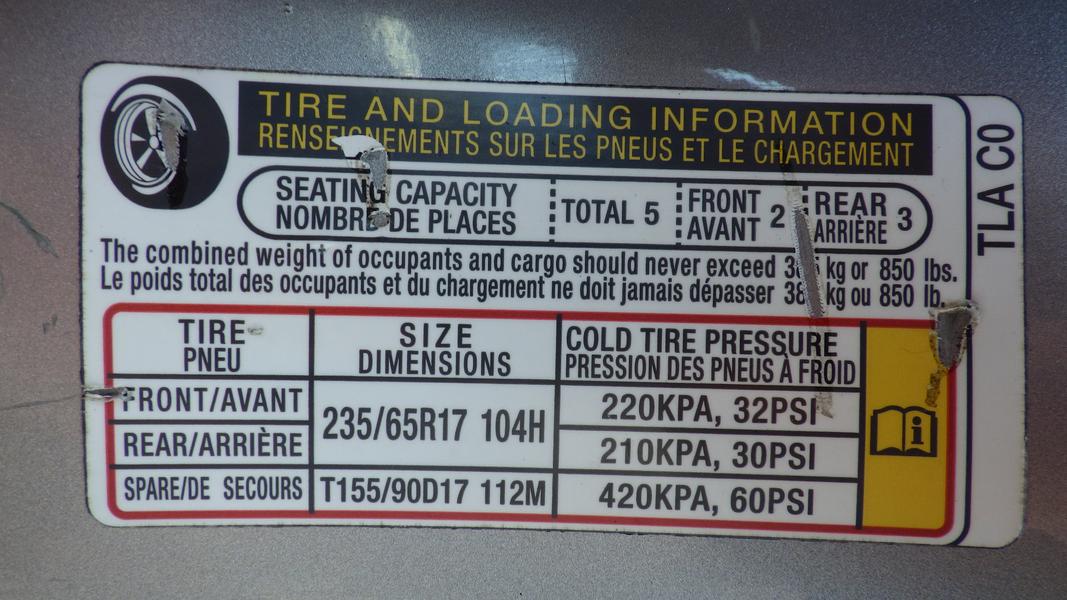 TIRE AND LOADING INFORMATION
SUR LES PNEUS ET LE CHARGEMENT
SEATING CAPACITY
NOMBRE DE PLACES
TOTAL 5
FRONT
AVANT
2
REAR
ARRIÈRE
3
The combined weight of occupants and cargo should never exceed kg or 850 lbs.
Le poids total des occupants et du chargement ne doit jamais dépasser kg ou 850 lb.
TIRE
PNEU
SIZE
DIMENSIONS
COLD TIRE PRESSURE
PRESSION DES PNEUS À FROID
FRONT/AVANT
235/65R17 104H
220KPA, 32PSI
REAR/ARRIÈRE
210KPA, 30PSI
SPARE/DE SECOURS
T155/90D17 112M
420KPA, 60PSI
TLA C0